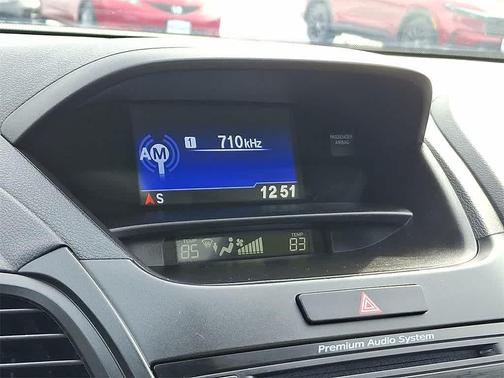 AM
1 710kHz
PASSENGER
AIRBAG
S
12 51
TEMP
85
TEMP
83
Premium Audio System